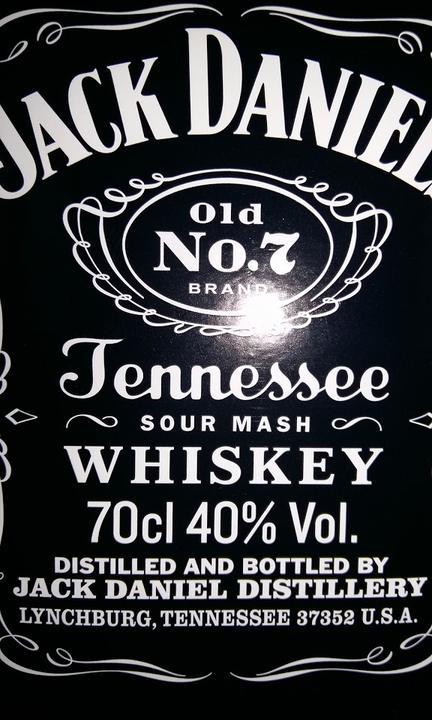 JACK DANIEL
Old
No.7
BRAND
Tennessee
SOUR MASH
WHISKEY
70cl 40% Vol.
DISTILLED AND BOTTLED BY
JACK DANIEL DISTILLERY
LYNCHBURG, TENNESSEE 37352 U.S.A.